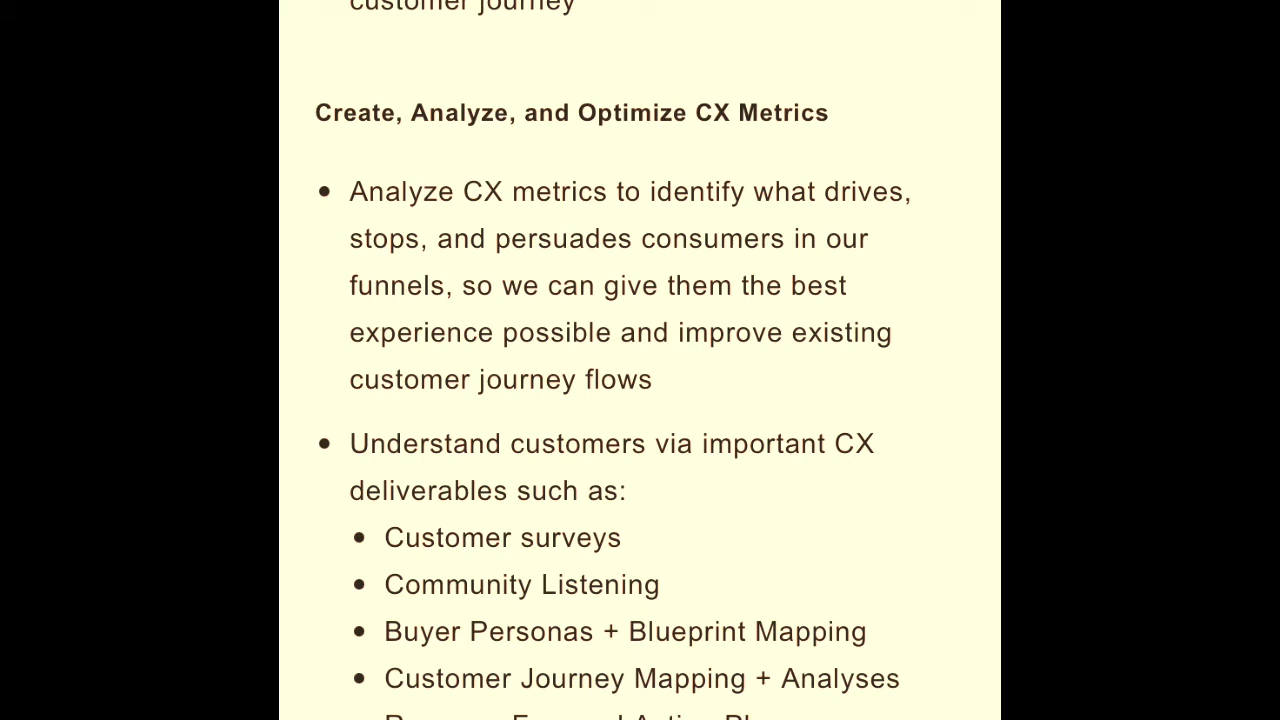 customer journey
Create, Analyze, and Optimize CX Metrics
Analyze CX metrics to identify what drives,
stops, and persuades consumers in our
funnels, so we can give them the best
experience possible and improve existing
customer journey flows
Understand customers via important CX
deliverables such as:
Customer surveys
Community Listening
Buyer Personas + Blueprint Mapping
Customer Journey Mapping + Analyses